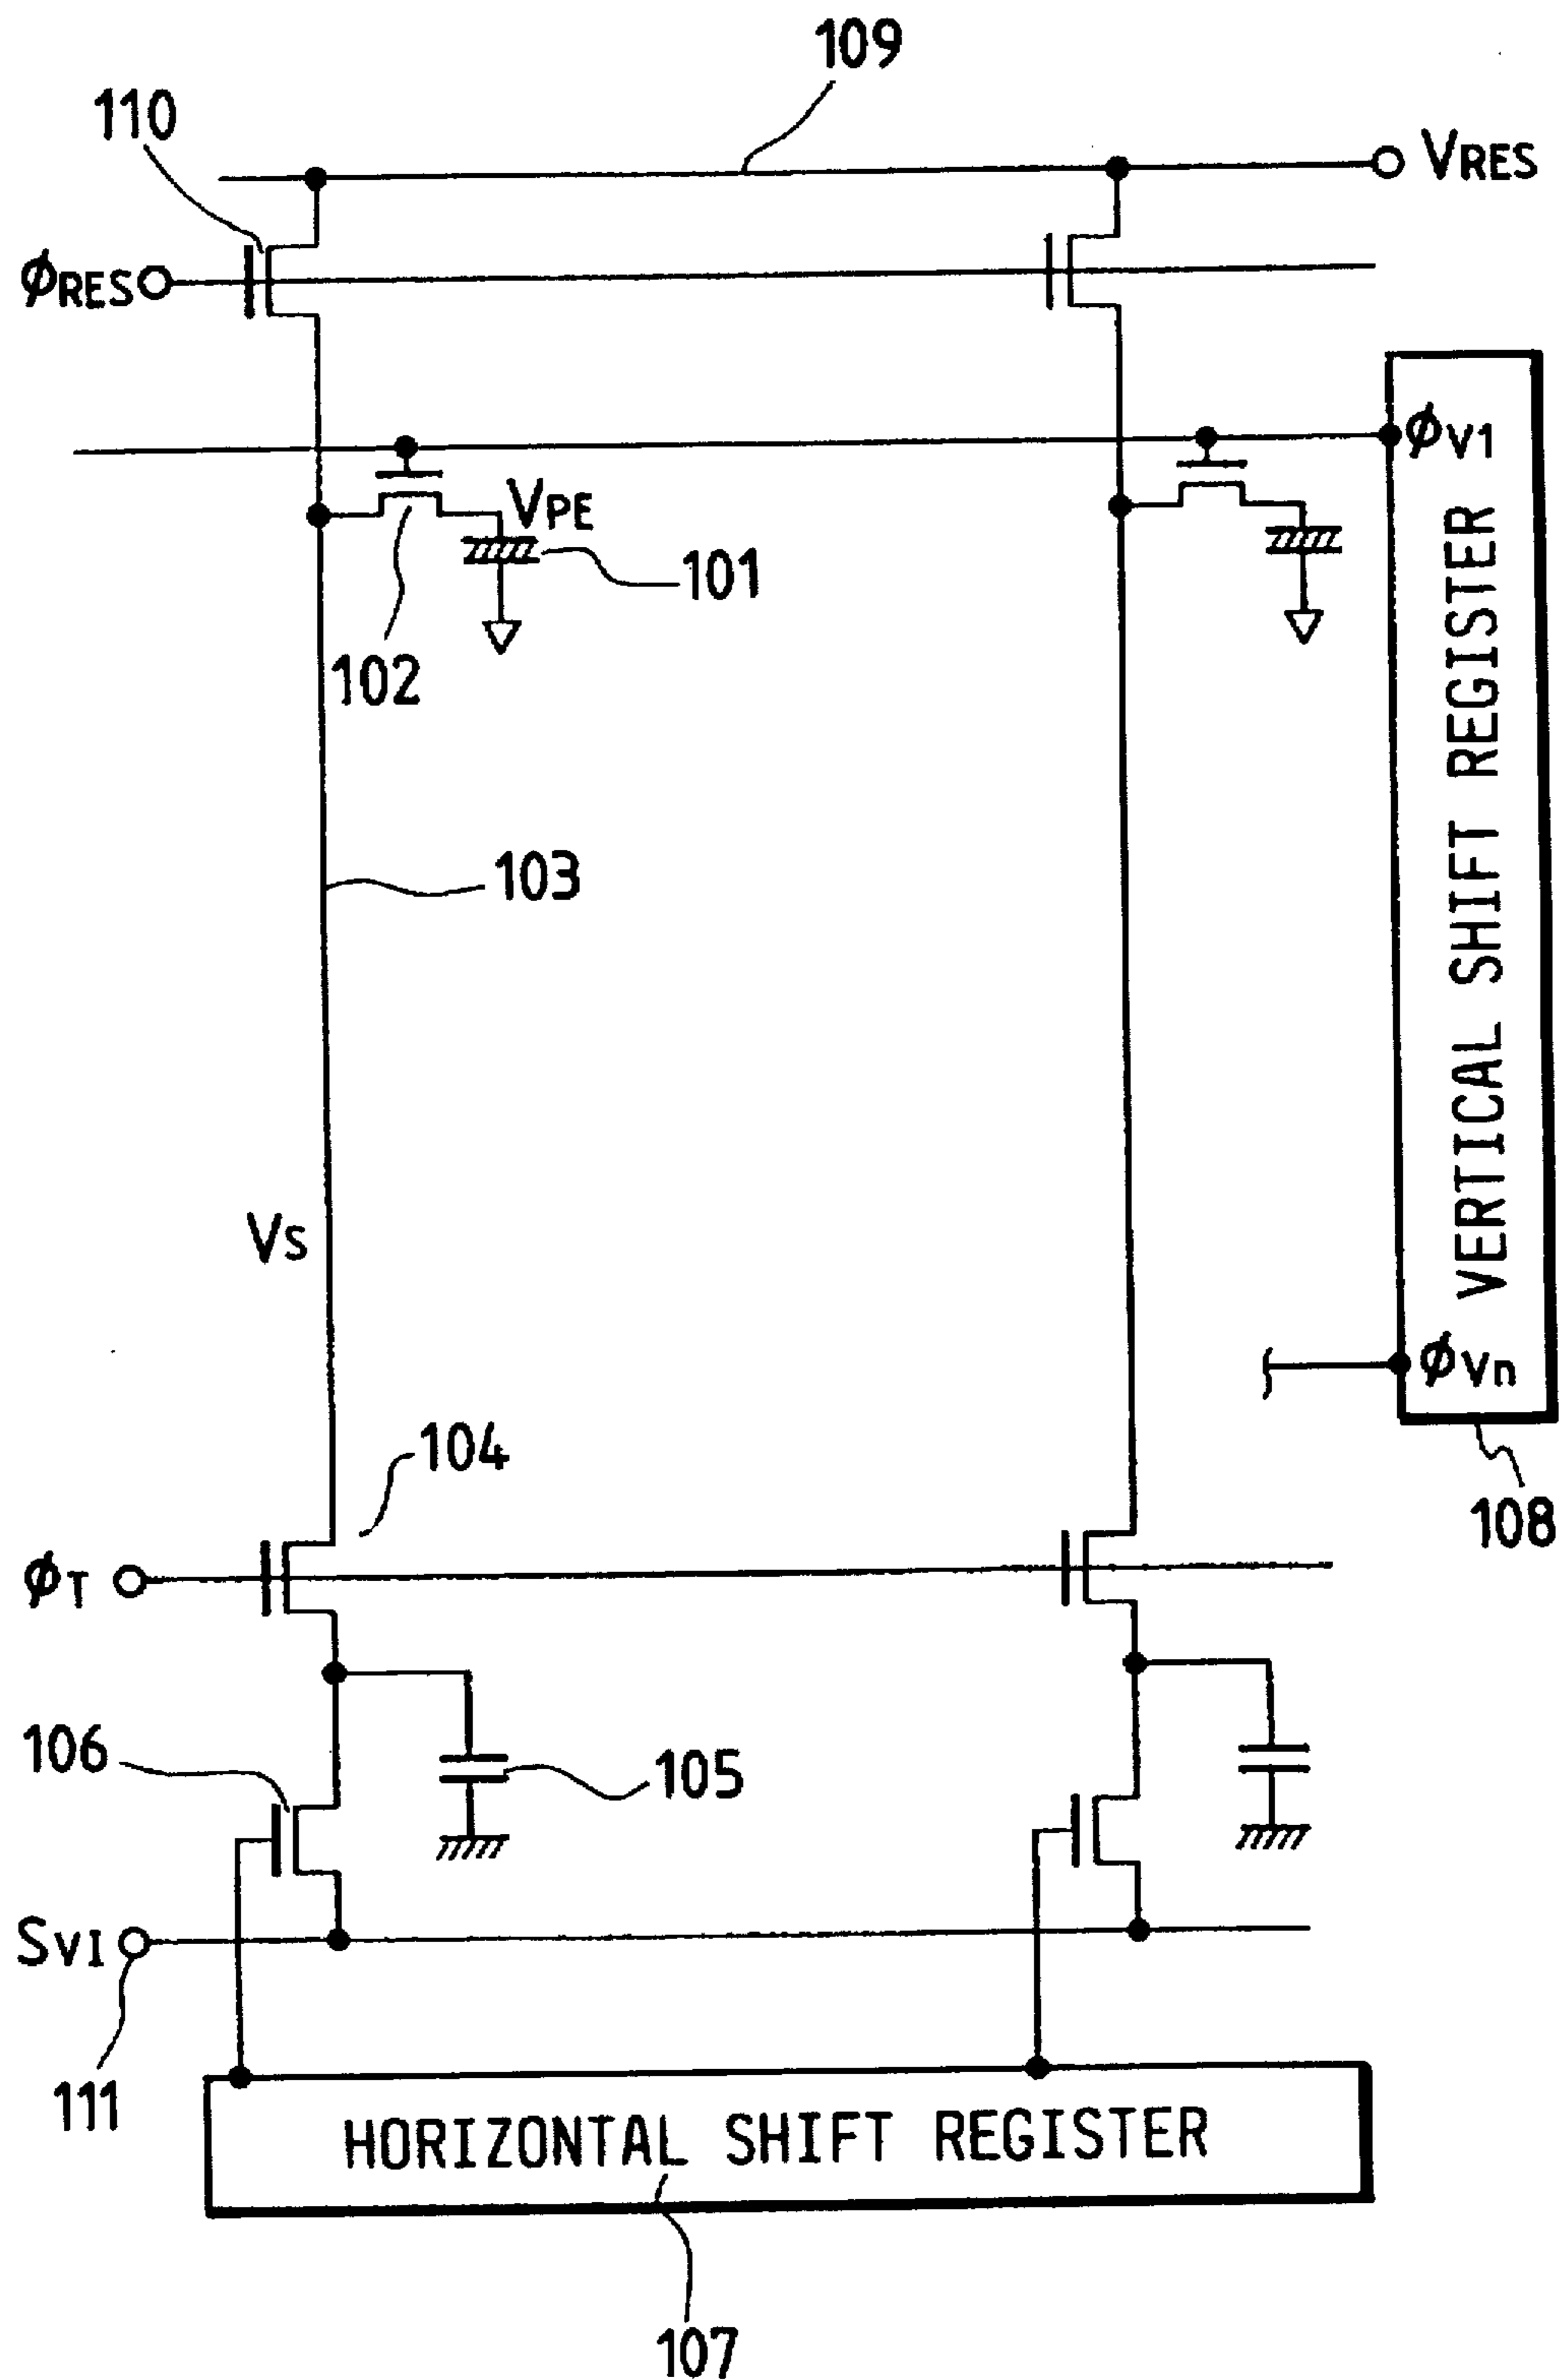 109
110
VRES
ϕRES
ϕV1
VPE
101
102
VERTICAL SHIFT REGISTER
103
VS
ϕVn
104
108
ϕT
106
105
SVI
111
HORIZONTAL SHIFT REGISTER
107